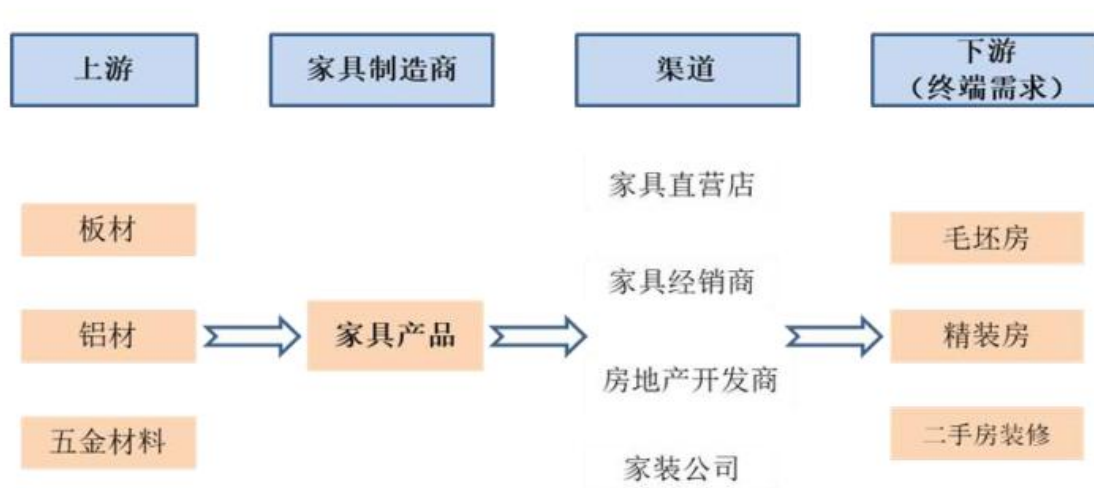 上游
家具制造商
渠道
下游
（终端需求）
板材
铝材
五金材料
家具产品
家具直营店
家具经销商
房地产开发商
家装公司
毛坯房
精装房
二手房装修